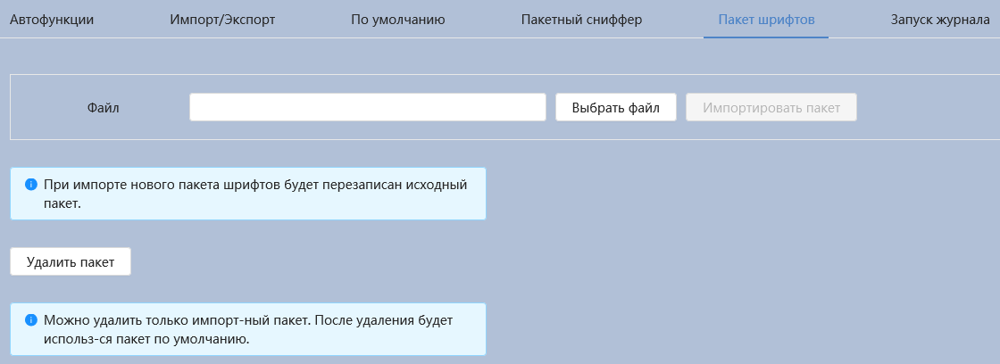 Автофункции Импорт/Экспорт По умолчанию Пакетный сниффер Пакет шрифтов Запуск журнала
Файл Выбрать файл Импортировать пакет
При импорте нового пакета шрифтов будет перезаписан исходный
пакет.
Удалить пакет
Можно удалить только импорт-ный пакет. После удаления будет
использ-ся пакет по умолчанию.